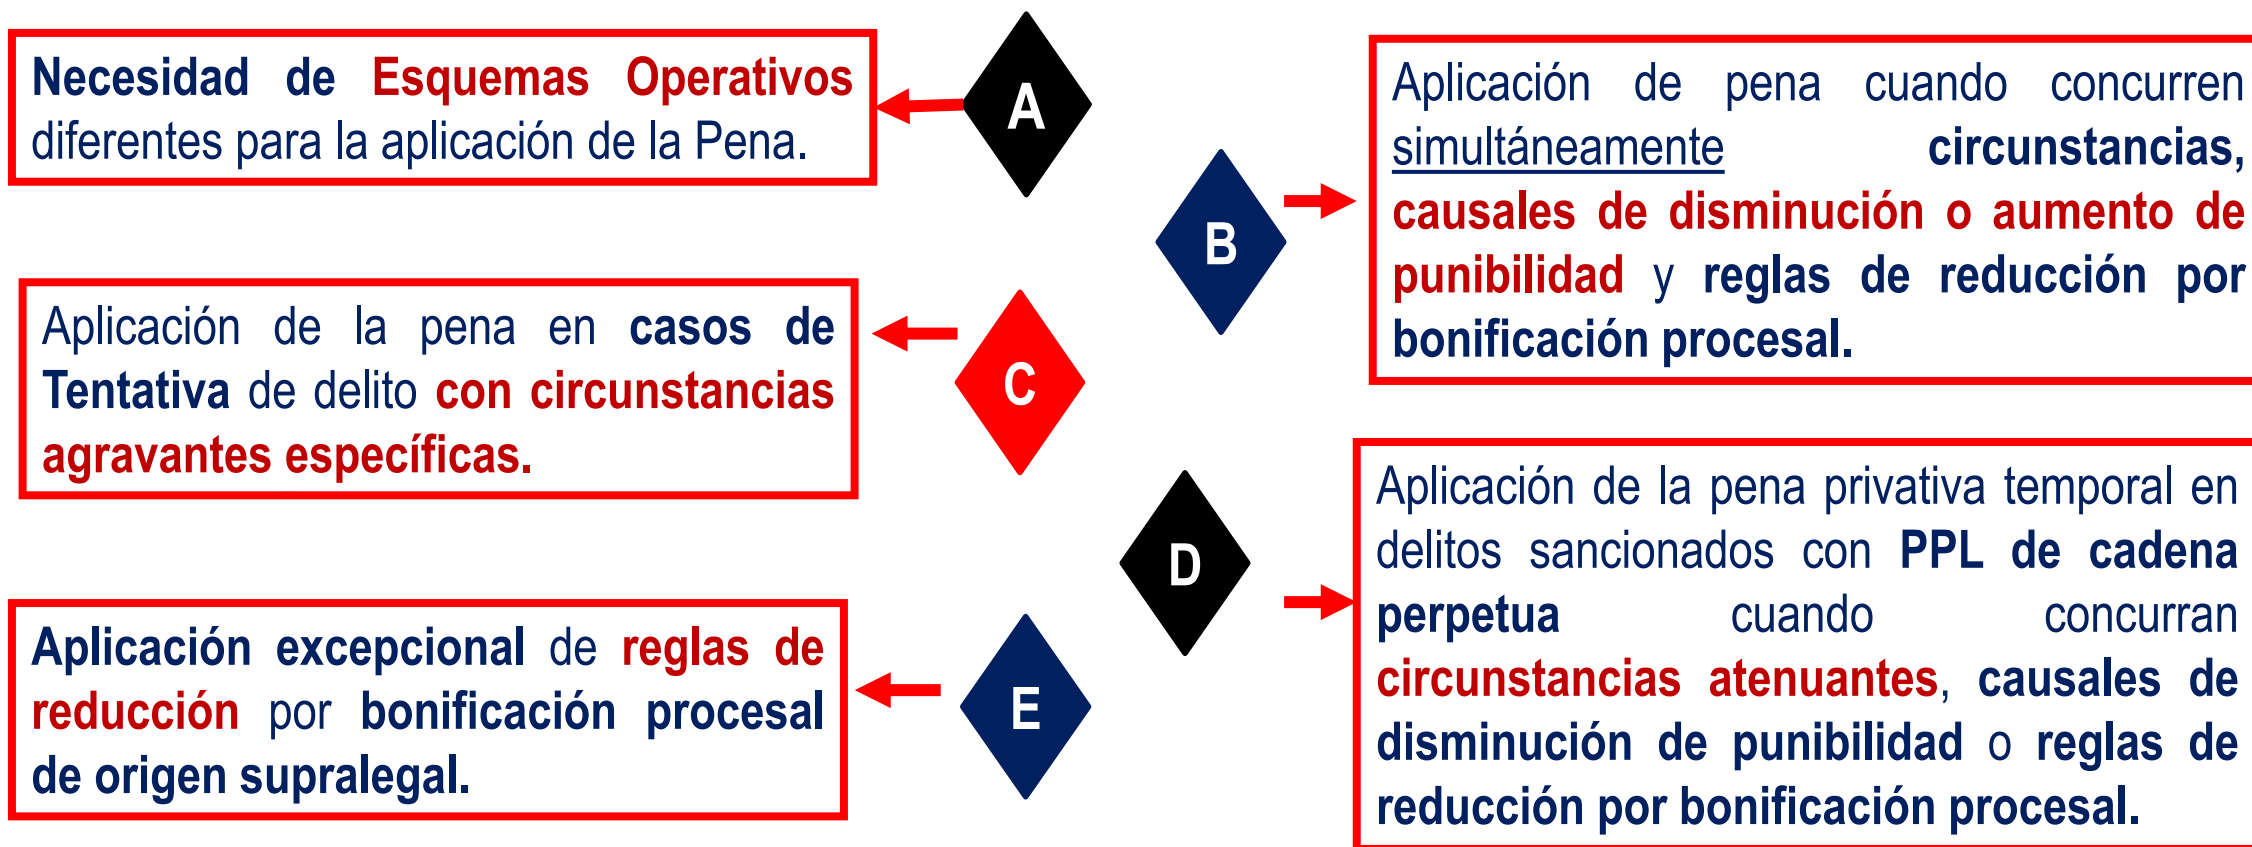 Necesidad de Esquemas Operativos
diferentes para la aplicación de la Pena.
A
B
Aplicación de pena cuando concurren
simultáneamente circunstancias,
causales de disminución o aumento de
punibilidad y reglas de reducción por
bonificación procesal.
Aplicación de la pena en casos de
Tentativa de delito con circunstancias
agravantes específicas.
C
D
Aplicación de la pena privativa temporal en
delitos sancionados con PPL de cadena
perpetua cuando concurran
circunstancias atenuantes, causales de
disminución de punibilidad o reglas de
reducción por bonificación procesal.
Aplicación excepcional de reglas de
reducción por bonificación procesal
de origen supralegal.
E